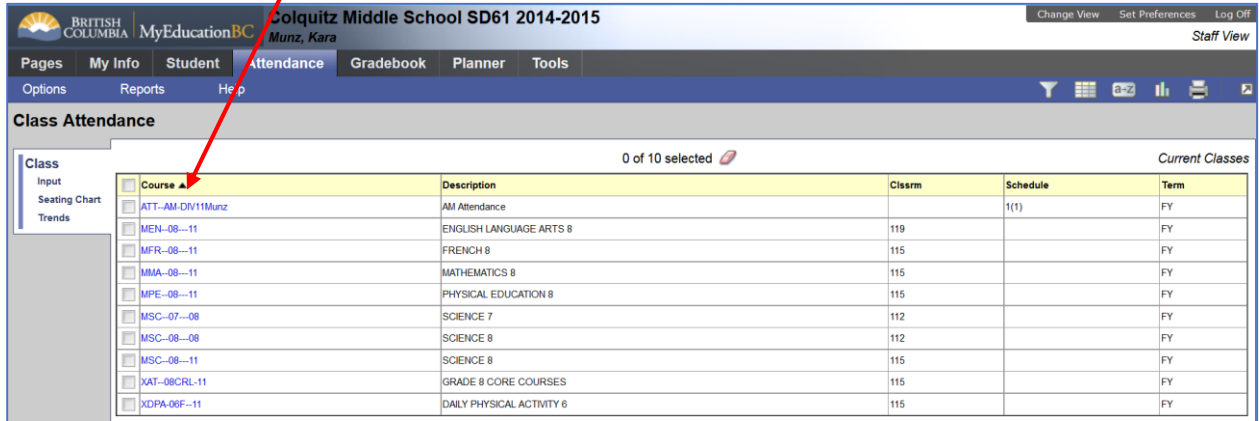 BRITISH COLUMBIA MyEducationBC Colquitz Middle School SD61 2014-2015 Change View Set Preferences Log Off
Munz, Kara Staff View
Pages My Info Student Attendance Gradebook Planner Tools
Options Reports Help a-z
Class Attendance
Class 0 of 10 selected Current Classes
Input
Seating Chart
Trends
Course Description Clssrm Schedule Term
ATT--AM-DIV11Munz AM Attendance 1(1) FY
MEN--08---11 ENGLISH LANGUAGE ARTS 8 119 FY
MFR--08---11 FRENCH 8 115 FY
MMA--08---11 MATHEMATICS 8 115 FY
MPE--08---11 PHYSICAL EDUCATION 8 115 FY
MSC--07---08 SCIENCE 7 112 FY
MSC--08---08 SCIENCE 8 112 FY
MSC--08---11 SCIENCE 8 115 FY
XAT--08CRL-11 GRADE 8 CORE COURSES 115 FY
XDPA-06F--11 DAILY PHYSICAL ACTIVITY 6 115 FY